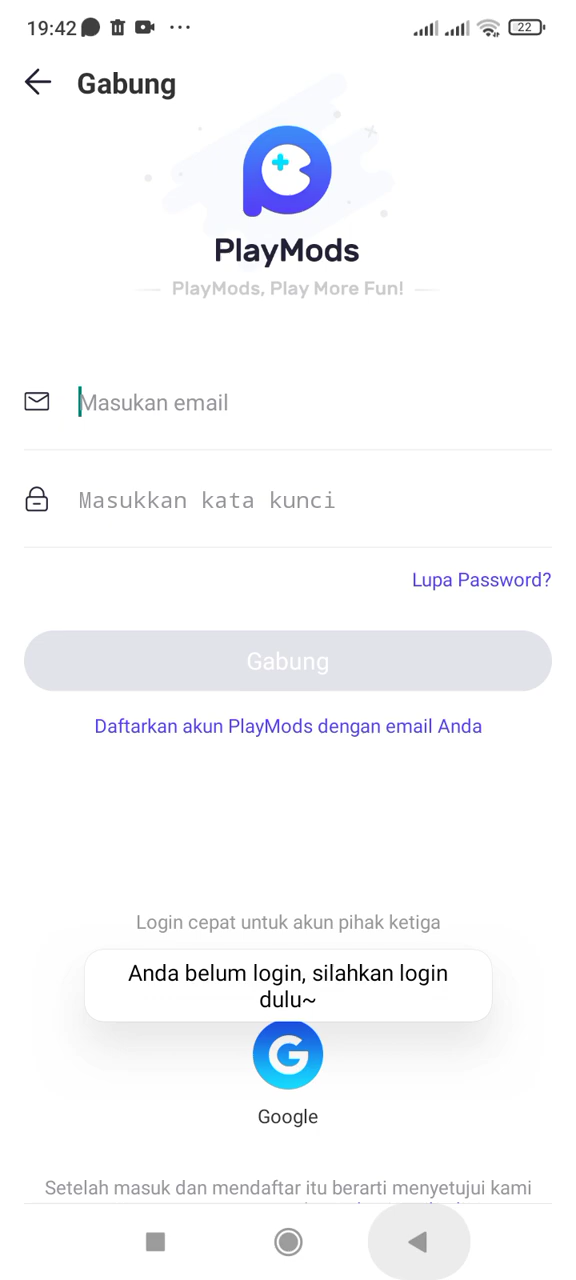 19:42
22
Gabung
PlayMods
PlayMods, Play More Fun!
Masukan email
Masukkan kata kunci
Lupa Password?
Gabung
Daftarkan akun PlayMods dengan email Anda
Login cepat untuk akun pihak ketiga
Anda belum login, silahkan login
dulu~
Google
Setelah masuk dan mendaftar itu berarti menyetujui kami